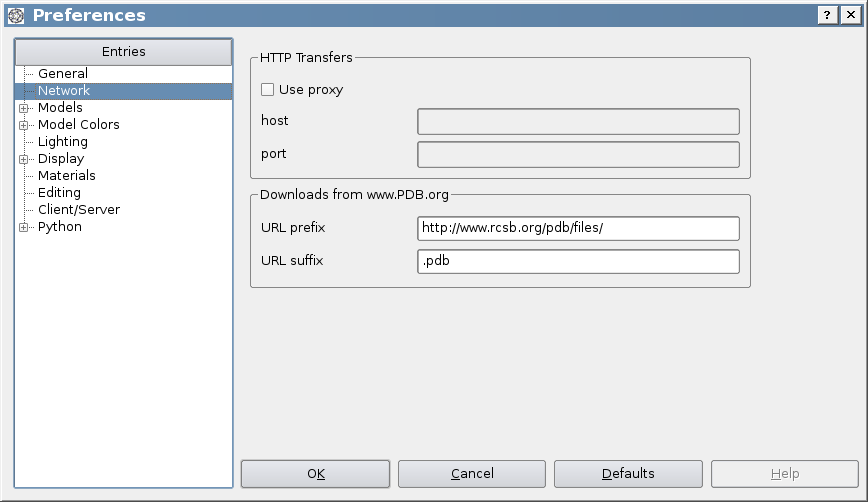 Preferences
Entries
General
Network
Models
Model Colors
Lighting
Display
Materials
Editing
Client/Server
Python
HTTP Transfers
Use proxy
host
port
Downloads from www.PDB.org
URL prefix
http://www.rcsb.org/pdb/files/
URL suffix
.pdb
OK
Cancel
Defaults
Help